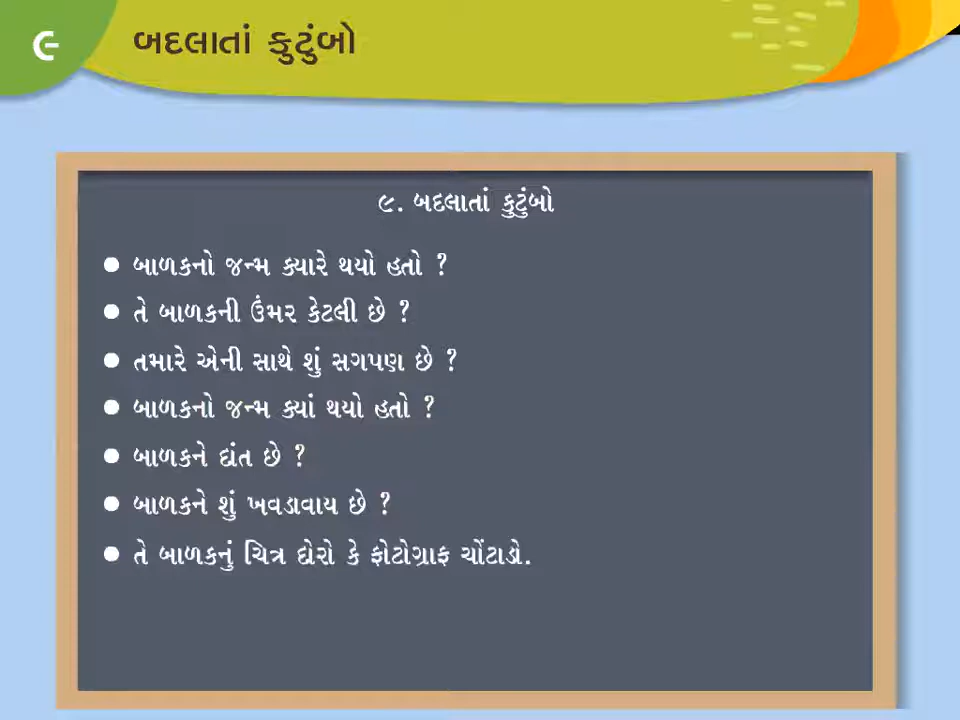 ૯
બદલાતાં કુટુંબો
૯. બદલાતાં કુટુંબો
● બાળકનો જન્મ ક્યારે થયો હતો ?
● તે બાળકની ઉંમર કેટલી છે ?
● તમારે એની સાથે શું સગપણ છે ?
● બાળકનો જન્મ ક્યાં થયો હતો ?
● બાળકને દાંત છે ?
● બાળકને શું ખવડાવાય છે ?
● તે બાળકનું ચિત્ર દોરો કે ફોટોગ્રાફ ચોંટાડો.